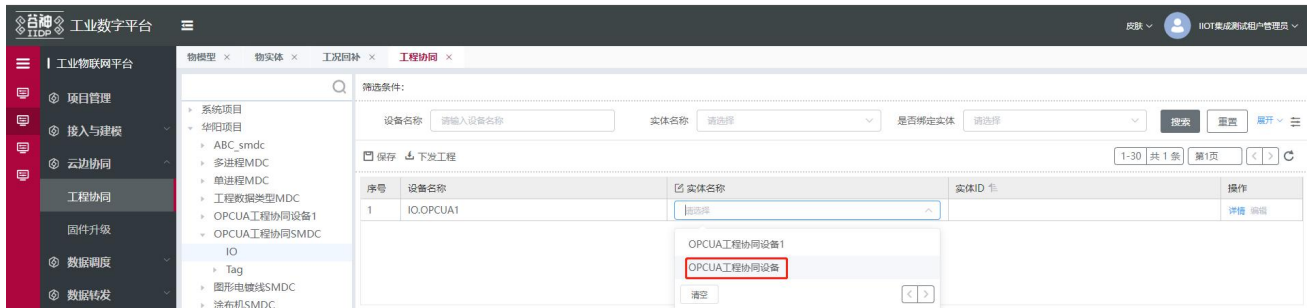 谷神 IIDP 工业数字平台
皮肤
IIOT集成测试租户管理员
工业物联网平台
项目管理
接入与建模
云边协同
工程协同
固件升级
数据调度
数据转发
物模型 × 物实体 × 工况回补 × 工程协同 ×
系统项目
华阳项目
ABC_smdc
多进程MDC
单进程MDC
工程数据类型MDC
OPCUA工程协同设备1
OPCUA工程协同SMDC
IO
Tag
图形电镀线SMDC
涂布机SMDC
筛选条件:
设备名称 请输入设备名称 实体名称 请选择 是否绑定实体 请选择 搜索 重置 展开
保存 下发工程 1-30 共1条 第1页
序号 设备名称 实体名称 实体ID 操作
1 IO.OPCUA1 请选择 详情 编辑
OPCUA工程协同设备1
OPCUA工程协同设备
清空